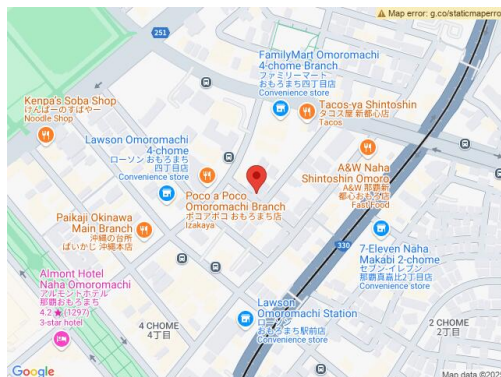 Map error: g.co/staticmaperro
251
FamilyMart Omoromachi
4-chome Branch
ファミリーマート
おもろまち四丁目店
Convenience store
Kenpa's Soba Shop
けんぱーのすばやー
Noodle Shop
Tacos-ya Shintoshin
タコス屋 新都心店
Tacos
Lawson Omoromachi
4-chome
ローソン おもろまち
四丁目店
Convenience store
A&W Naha
Shintoshin Omoro
A&W 那覇新
都心おもろ店
Fast Food
Poco a Poco
Omoromachi Branch
ポコアポコ おもろまち店
Izakaya
Paikaji Okinawa
Main Branch
沖縄の台所
ぱいかじ 沖縄本店
330
7-Eleven Naha
Makabi 2-chome
セブン-イレブン
那覇真嘉比2丁目店
Convenience store
Almont Hotel
Naha Omoromachi
アルモントホテル
那覇おもろまち
4.2 ★ (1297)
3-star hotel
Lawson
Omoromachi Station
おもろまち駅前店
Convenience store
4 CHOME
4丁目
2 CHOME
2丁目
Google
Map data ©202